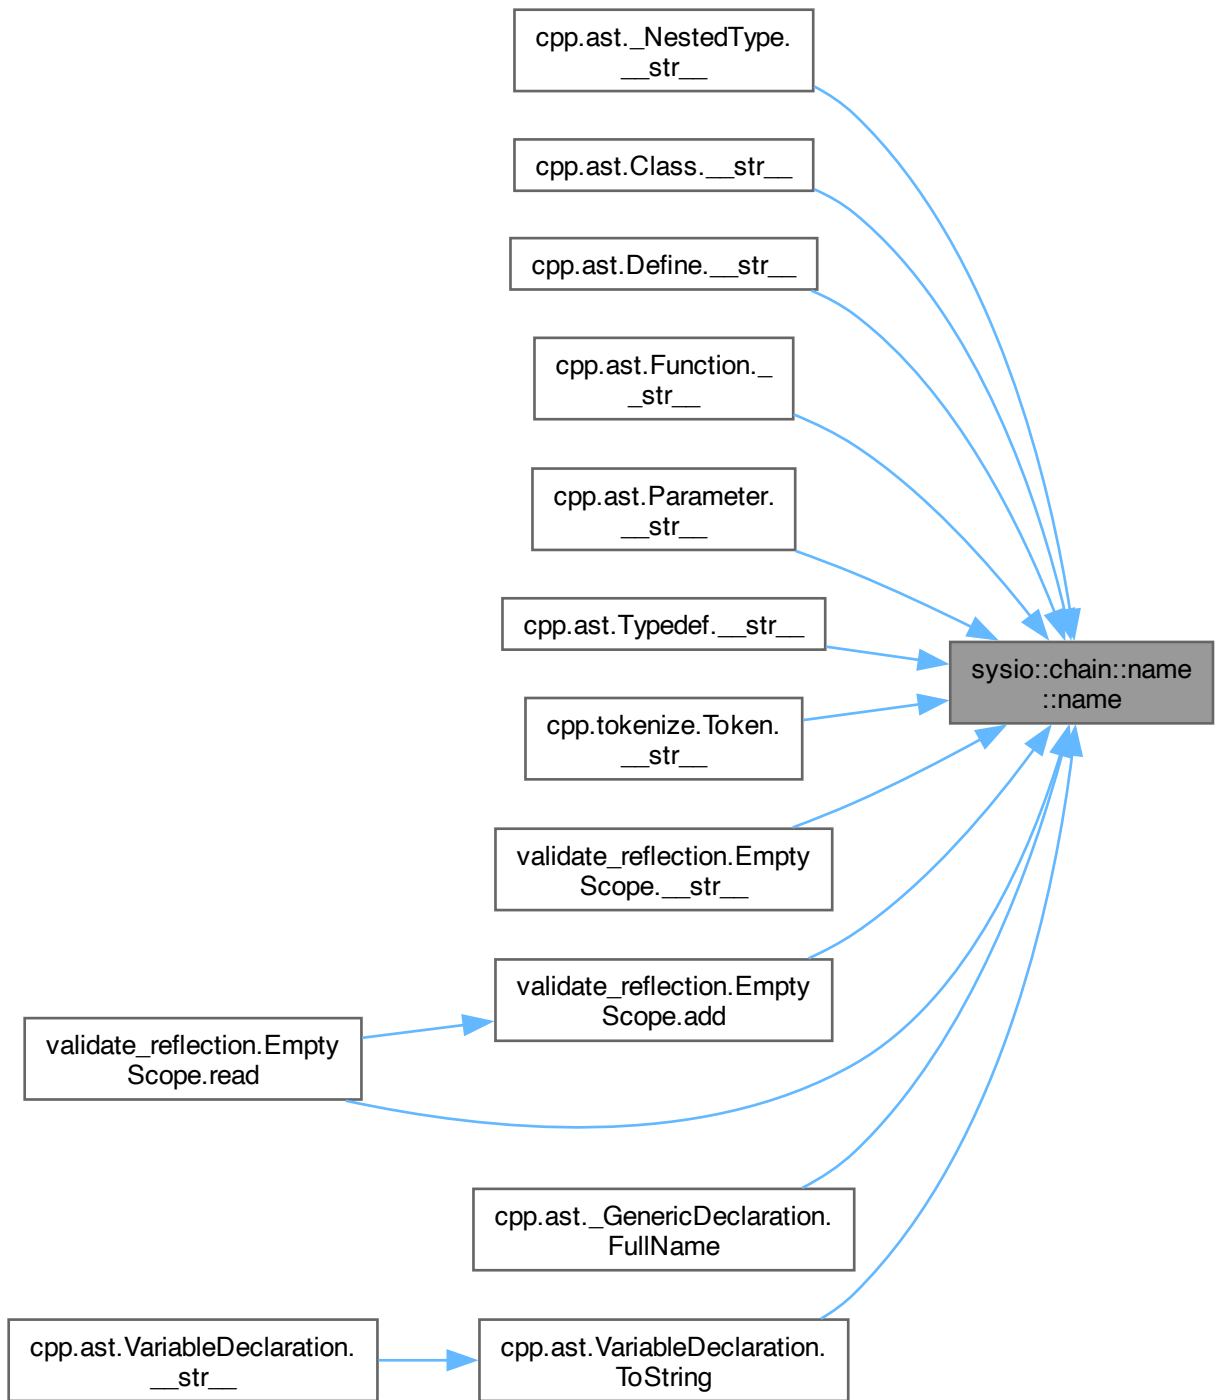 cpp.ast._NestedType.
__str__
cpp.ast.Class.__str__
cpp.ast.Define.__str__
cpp.ast.Function._
_str__
cpp.ast.Parameter.
__str__
cpp.ast.Typedef.__str__
sysio::chain::name
::name
cpp.tokenize.Token.
__str__
validate_reflection.Empty
Scope.__str__
validate_reflection.Empty
Scope.add
validate_reflection.Empty
Scope.read
cpp.ast._GenericDeclaration.
FullName
cpp.ast.VariableDeclaration.
__str__
cpp.ast.VariableDeclaration.
ToString